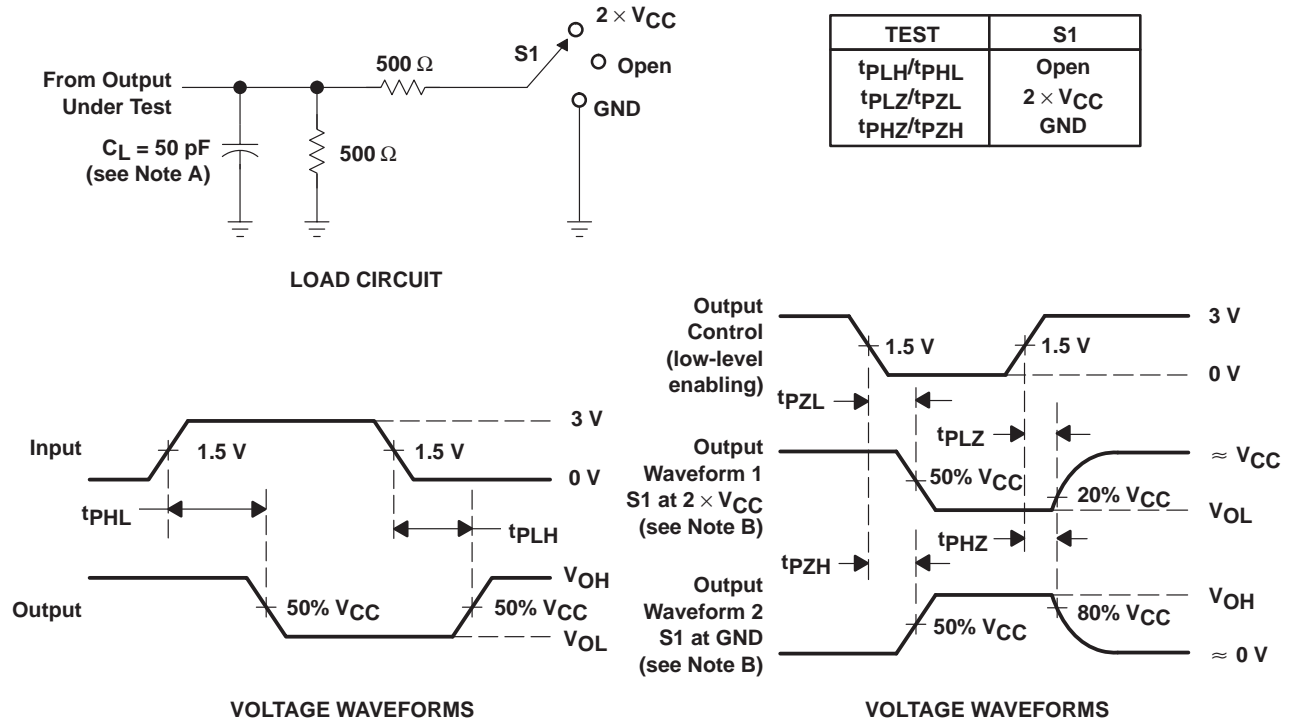 2 × VCC
S1
500 Ω
Open
From Output
Under Test
GND
CL = 50 pF
(see Note A)
500 Ω
LOAD CIRCUIT
TEST S1
tPLH/tPHL Open
tPLZ/tPZL 2 × VCC
tPHZ/tPZH GND
Input
3 V
1.5 V 1.5 V
0 V
tPHL
tPLH
Output
VOH
50% VCC 50% VCC
VOL
VOLTAGE WAVEFORMS
Output
Control
(low-level
enabling)
3 V
1.5 V 1.5 V
0 V
tPZL
tPLZ
Output
Waveform 1
S1 at 2 × VCC
(see Note B)
≈ VCC
50% VCC
20% VCC
VOL
tPHZ
tPZH
Output
Waveform 2
S1 at GND
(see Note B)
VOH
80% VCC
50% VCC
≈ 0 V
VOLTAGE WAVEFORMS